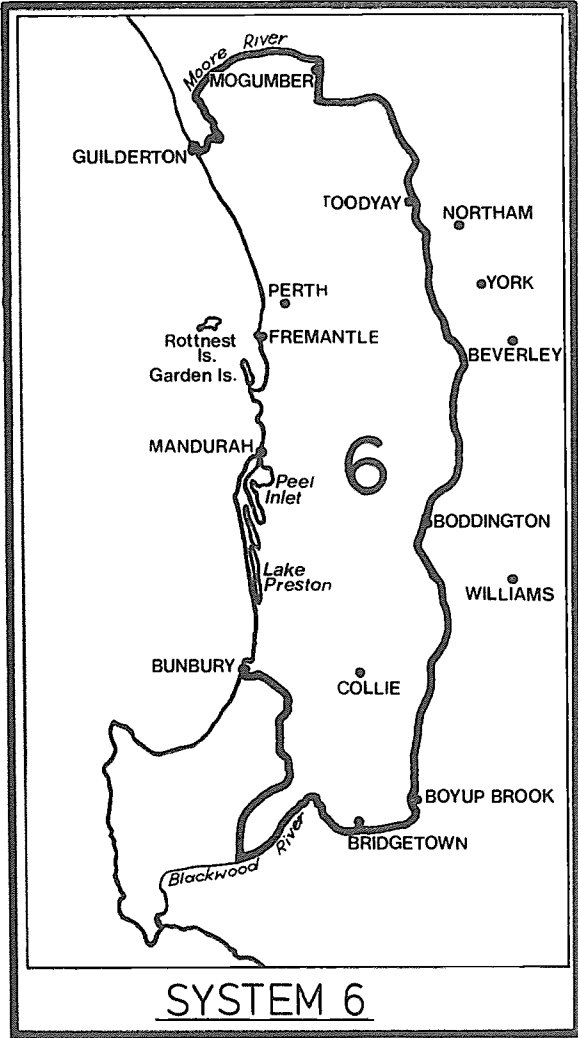 Moore River
MOGUMBER
GUILDERTON
TOODYAY
NORTHAM
YORK
PERTH
Rottnest
Is.
FREMANTLE
BEVERLEY
Garden Is.
MANDURAH
6
Peel
Inlet
BODDINGTON
Lake
Preston
WILLIAMS
BUNBURY
COLLIE
BOYUP BROOK
BRIDGETOWN
Blackwood River
SYSTEM 6